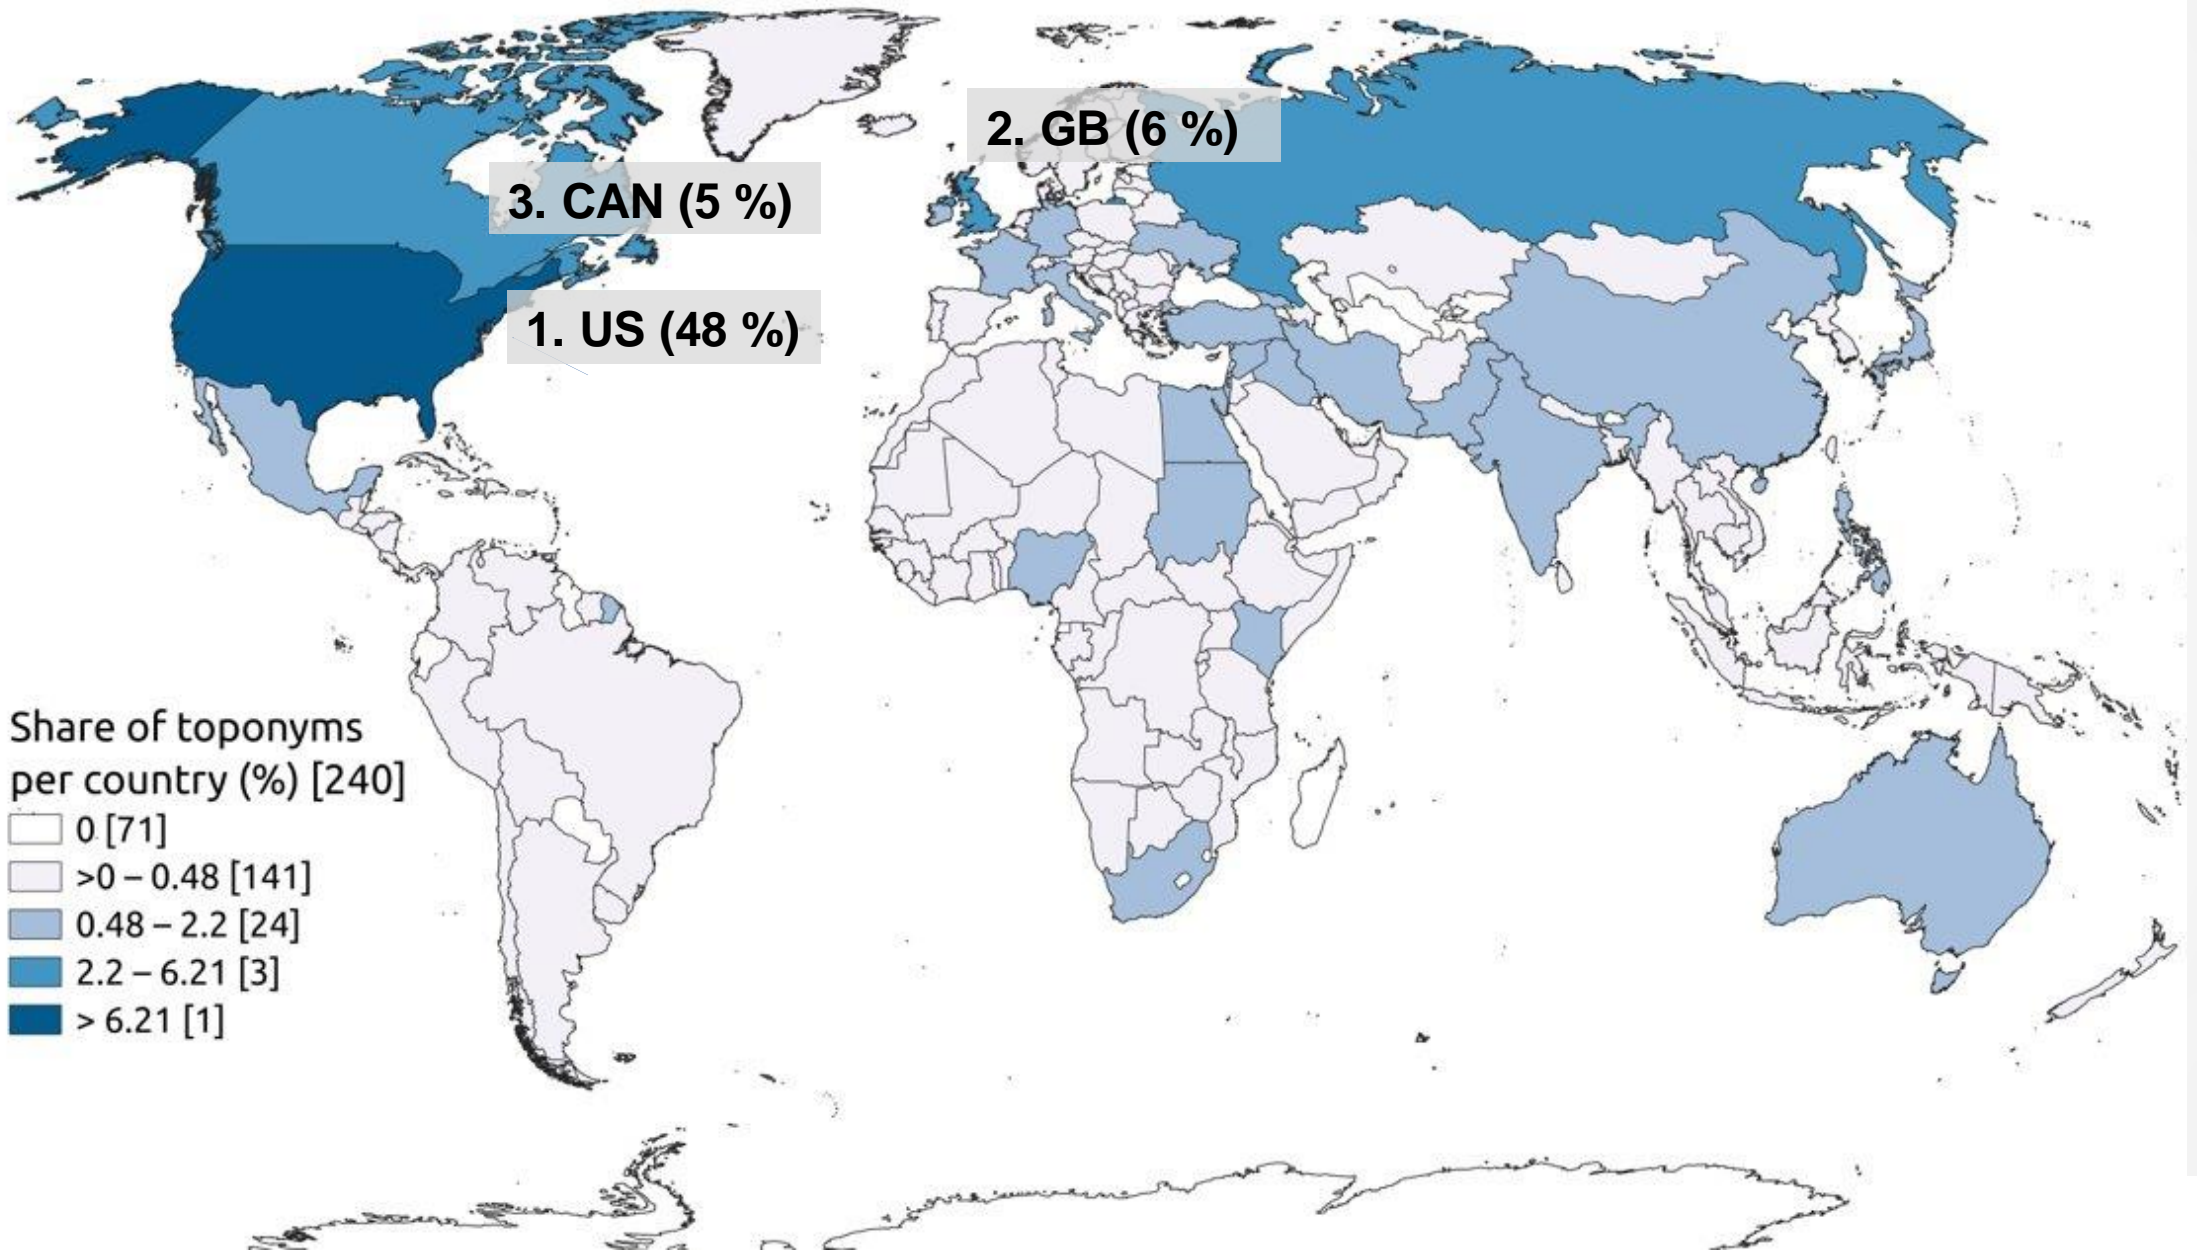 2. GB (6 %)
3. CAN (5 %)
1. US (48 %)
Share of toponyms
per country (%) [240]
0 [71]
>0 – 0.48 [141]
0.48 – 2.2 [24]
2.2 – 6.21 [3]
> 6.21 [1]